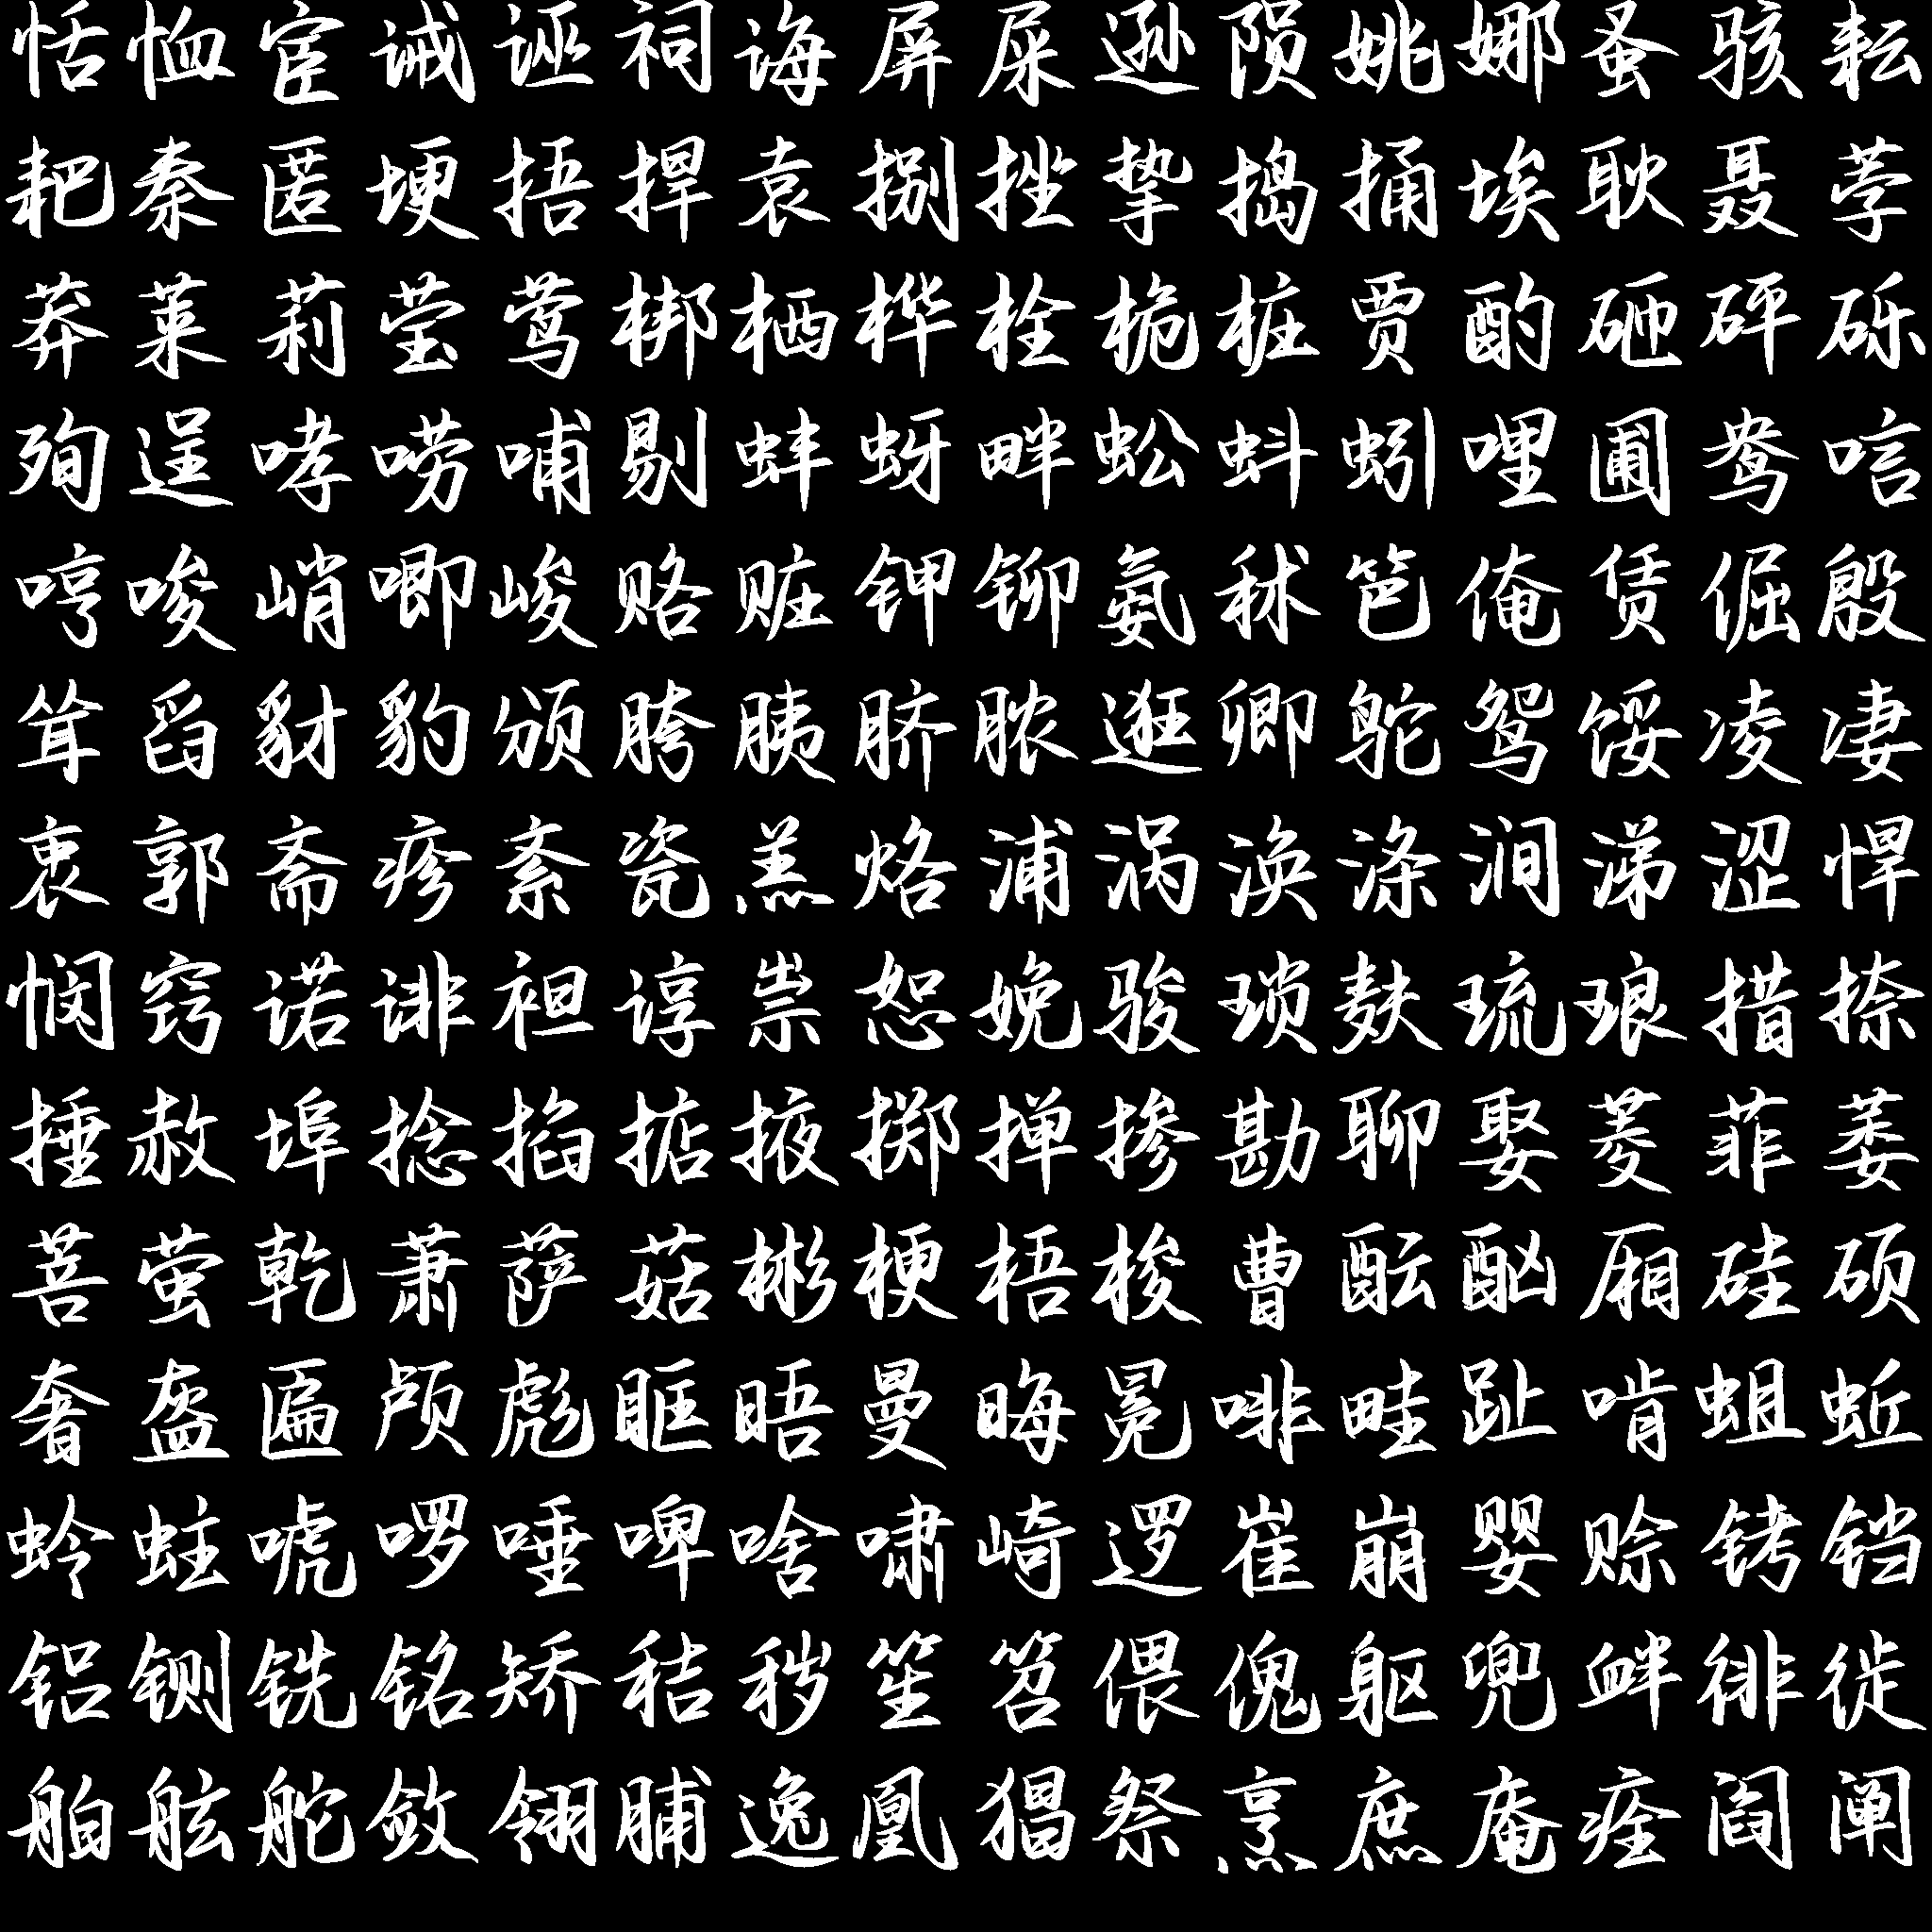 恬恤宦诫诬祠诲屏屎逊陨姚娜蚤骇耘
耙秦匿埂捂捍袁捌挫挚捣捅埃耿聂荸
莽莱莉莹莺梆栖桦栓桅桩贾酌砸砰砾
殉逞哮唠哺剔蚌蚜畔蚣蚪蚓哩圃鸯唁
哼唆峭唧峻赂赃钾铆氨秫笆俺赁倔殷
耸舀豺豹颁胯胰脐脓逛卿鸵鸳馁凌凄
衷郭斋疹紊瓷羔烙浦涡涣涤涧涕涩悍
悯窍诺诽袒谆祟恕娩骏琐麸琉琅措捺
捶赦埠捻掐掂掖掷掸掺勘聊娶菱菲萎
菩萤乾萧萨菇彬梗梧梭曹酝酗厢硅硕
奢盔匾颅彪眶晤曼晦冕啡畦趾啃蛆蚯
蛉蛀唬啰唾啤啥啸崎逻崔崩婴赊铐铛
铝铡铣铭矫秸秽笙笤偎傀躯兜衅徘徙
舶舷舵敛翎脯逸凰猖祭烹庶庵痊阎阐